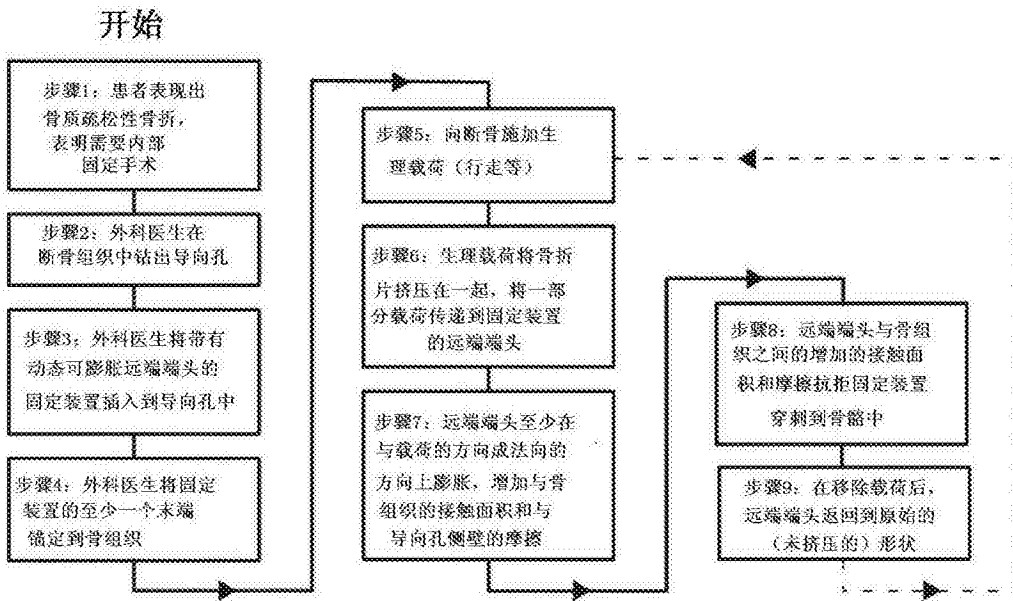 开始
步骤1：患者表现出
骨质疏松性骨折，
表明需要内部
固定手术
步骤2：外科医生在
断骨组织中钻出导向孔
步骤3：外科医生将带有
动态可膨胀远端端头的
固定装置插入到导向孔中
步骤4：外科医生将固定
装置的至少一个末端
锚定到骨组织
步骤5：向断骨施加生
理载荷（行走等）
步骤6：生理载荷将骨折
片挤压在一起，将一部
分载荷传递到固定装置
的远端端头
步骤7：远端端头至少在
与载荷的方向成法向的
方向上膨胀，增加与骨
组织的接触面积和与
导向孔侧壁的摩擦
步骤8：远端端头与骨组
织之间的增加的接触面
积和摩擦抗拒固定装置
穿刺到骨骼中
步骤9：在移除载荷后，
远端端头返回到原始的
（未挤压的）形状